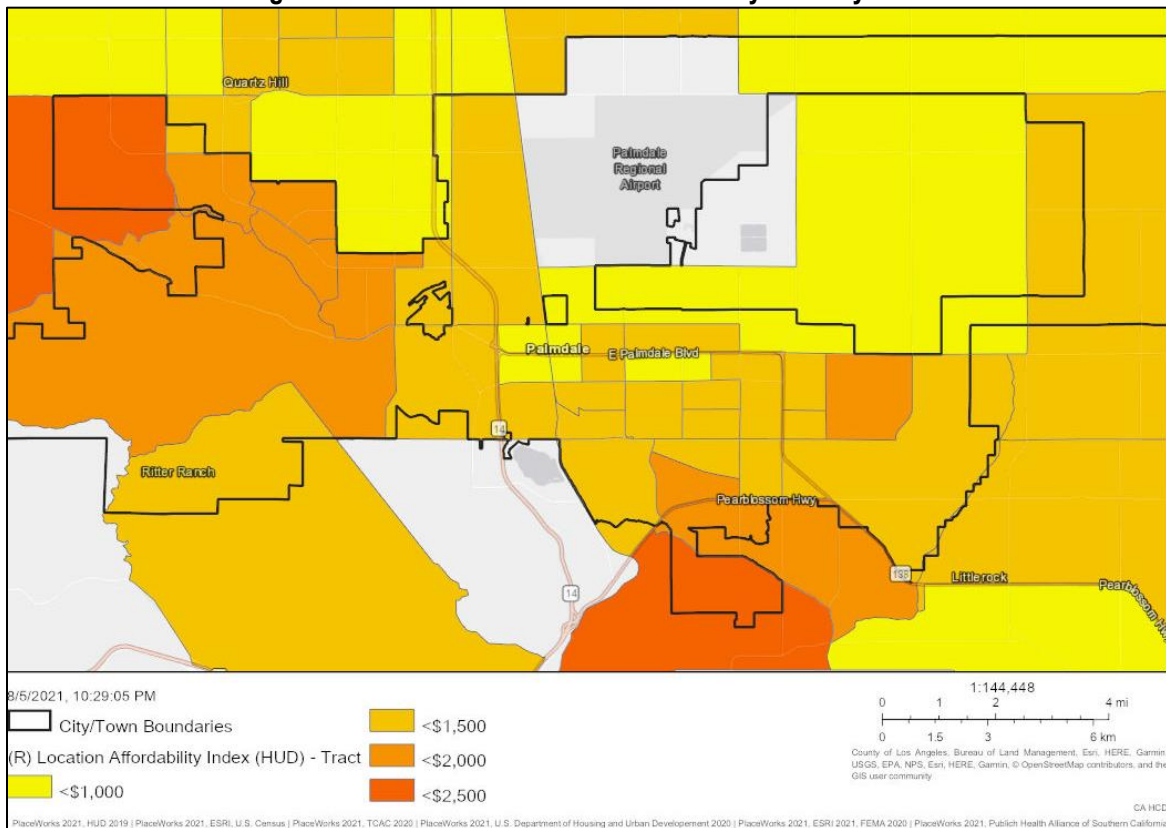 Quartz Hill
Palmdale
Regional
Airport
Palmdale
E Palmdale Blvd
14
Ritter Ranch
Pearblossom Hwy
138
Littlerock
Pearblossom Hwy
14
8/5/2021, 10:29:05 PM
City/Town Boundaries
(R) Location Affordability Index (HUD) - Tract
<$1,000
<$1,500
<$2,000
<$2,500
1:144,448
0 1 2 4 mi
0 1.5 3 6 km
County of Los Angeles, Bureau of Land Management, Esri, HERE, Garmin,
USGS, EPA, NPS, Esri, HERE, Garmin, © OpenStreetMap contributors, and the
GIS user community
CA HCD
PlaceWorks 2021, HUD 2019 | PlaceWorks 2021, ESRI, U.S. Census | PlaceWorks 2021, TCAC 2020 | PlaceWorks 2021, U.S. Department of Housing and Urban Developement 2020 | PlaceWorks 2021, ESRI 2021, FEMA 2020 | PlaceWorks 2021, Publich Health Alliance of Southern California